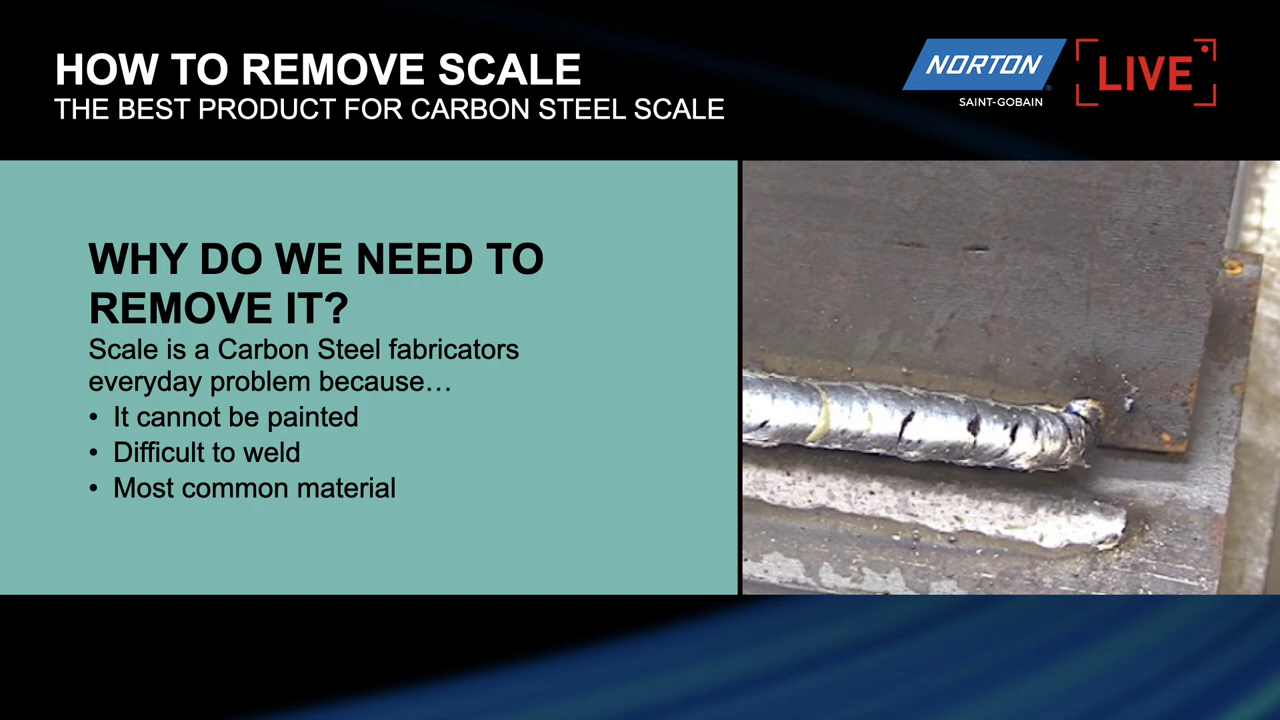 HOW TO REMOVE SCALE
THE BEST PRODUCT FOR CARBON STEEL SCALE
NORTON
SAINT-GOBAIN
LIVE
WHY DO WE NEED TO
REMOVE IT?
Scale is a Carbon Steel fabricators
everyday problem because…
• It cannot be painted
• Difficult to weld
• Most common material